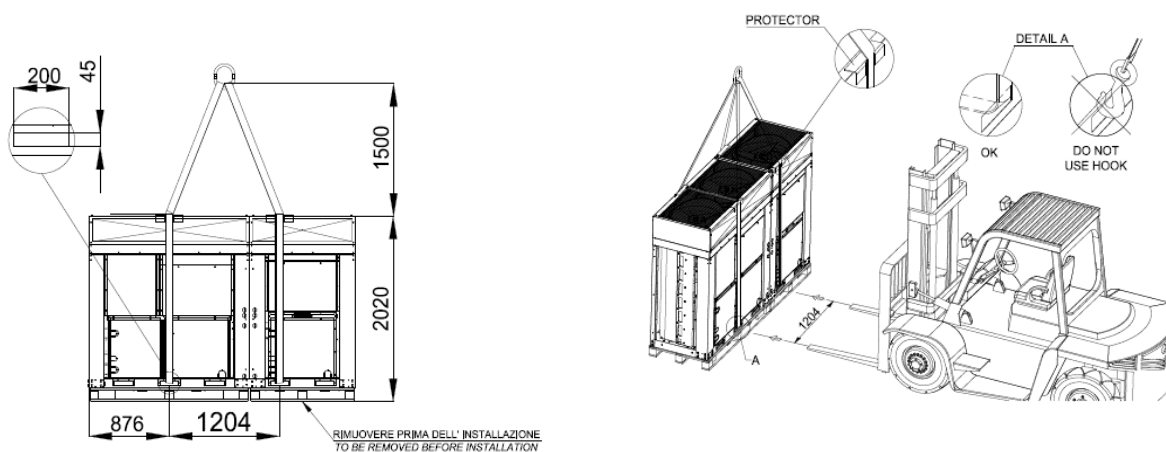 200
45
1500
2020
876
1204
RIMUOVERE PRIMA DELL' INSTALLAZIONE
TO BE REMOVED BEFORE INSTALLATION
PROTECTOR
DETAIL A
OK
DO NOT
USE HOOK
1204
A